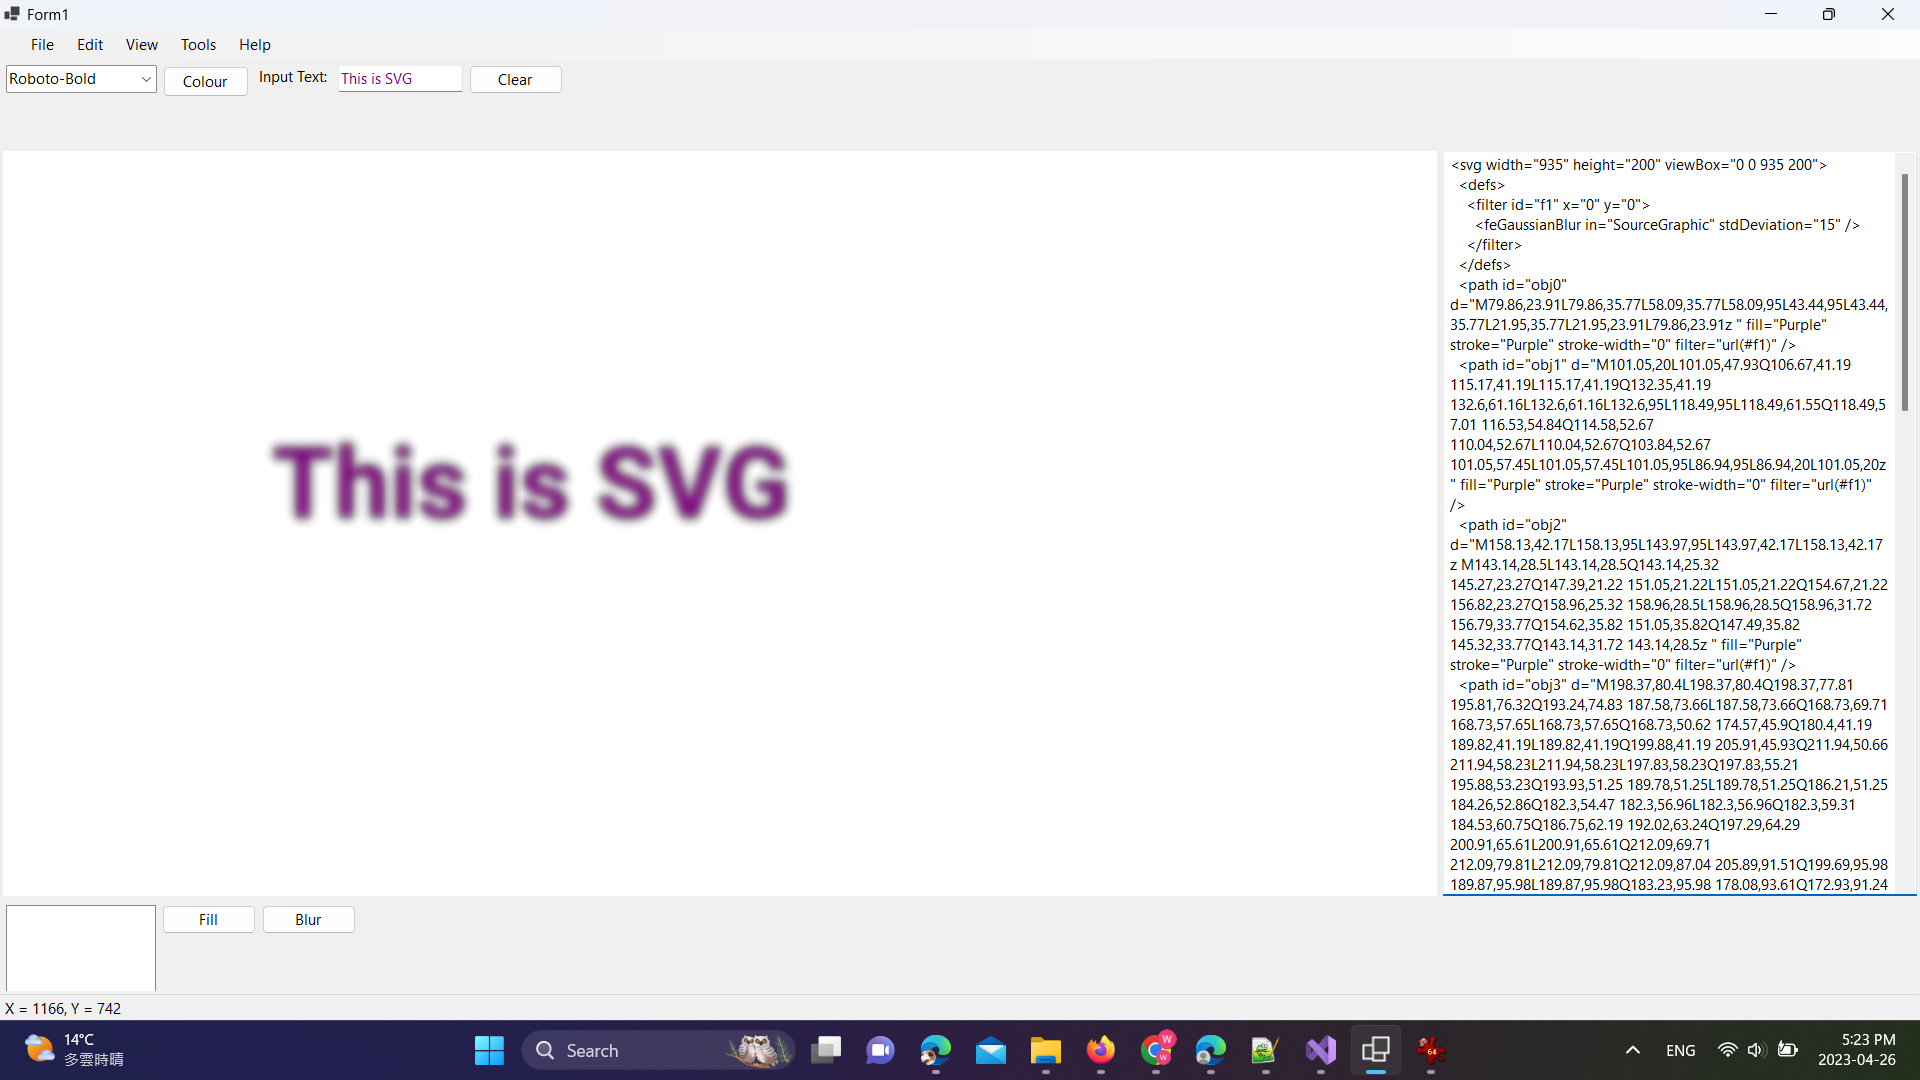 Form1
File Edit View Tools Help
Roboto-Bold Colour Input Text: This is SVG Clear
<svg width="935" height="200" viewBox="0 0 935 200">
<defs>
<filter id="f1" x="0" y="0">
<feGaussianBlur in="SourceGraphic" stdDeviation="15" />
</filter>
</defs>
<path id="obj0"
d="M79.86,23.91L79.86,35.77L58.09,35.77L58.09,95L43.44,95L43.44,
35.77L21.95,35.77L21.95,23.91L79.86,23.91z " fill="Purple"
stroke="Purple" stroke-width="0" filter="url(#f1)" />
<path id="obj1" d="M101.05,20L101.05,47.93Q106.67,41.19
115.17,41.19L115.17,41.19Q132.35,41.19
132.6,61.16L132.6,61.16L132.6,95L118.49,95L118.49,61.55Q118.49,5
7.01 116.53,54.84Q114.58,52.67
110.04,52.67L110.04,52.67Q103.84,52.67
101.05,57.45L101.05,57.45L101.05,95L86.94,95L86.94,20L101.05,20z
" fill="Purple" stroke="Purple" stroke-width="0" filter="url(#f1)"
/>
<path id="obj2"
d="M158.13,42.17L158.13,95L143.97,95L143.97,42.17L158.13,42.17
z M143.14,28.5L143.14,28.5Q143.14,25.32
145.27,23.27Q147.39,21.22 151.05,21.22L151.05,21.22Q154.67,21.22
156.82,23.27Q158.96,25.32 158.96,28.5L158.96,28.5Q158.96,31.72
156.79,33.77Q154.62,35.82 151.05,35.82Q147.49,35.82
145.32,33.77Q143.14,31.72 143.14,28.5z " fill="Purple"
stroke="Purple" stroke-width="0" filter="url(#f1)" />
<path id="obj3" d="M198.37,80.4L198.37,80.4Q198.37,77.81
195.81,76.32Q193.24,74.83 187.58,73.66L187.58,73.66Q168.73,69.71
168.73,57.65L168.73,57.65Q168.73,50.62 174.57,45.9Q180.4,41.19
189.82,41.19L189.82,41.19Q199.88,41.19 205.91,45.93Q211.94,50.66
211.94,58.23L211.94,58.23L197.83,58.23Q197.83,55.21
195.88,53.23Q193.93,51.25 189.78,51.25L189.78,51.25Q186.21,51.25
184.26,52.86Q182.3,54.47 182.3,56.96L182.3,56.96Q182.3,59.31
184.53,60.75Q186.75,62.19 192.02,63.24Q197.29,64.29
200.91,65.61L200.91,65.61Q212.09,69.71
212.09,79.81L212.09,79.81Q212.09,87.04 205.89,91.51Q199.69,95.98
189.87,95.98L189.87,95.98Q183.23,95.98 178.08,93.61Q172.93,91.24
This is SVG
Fill Blur
X = 1166, Y = 742
14°C
多雲時晴
Search
W
W
64
ENG
5:23 PM
2023-04-26